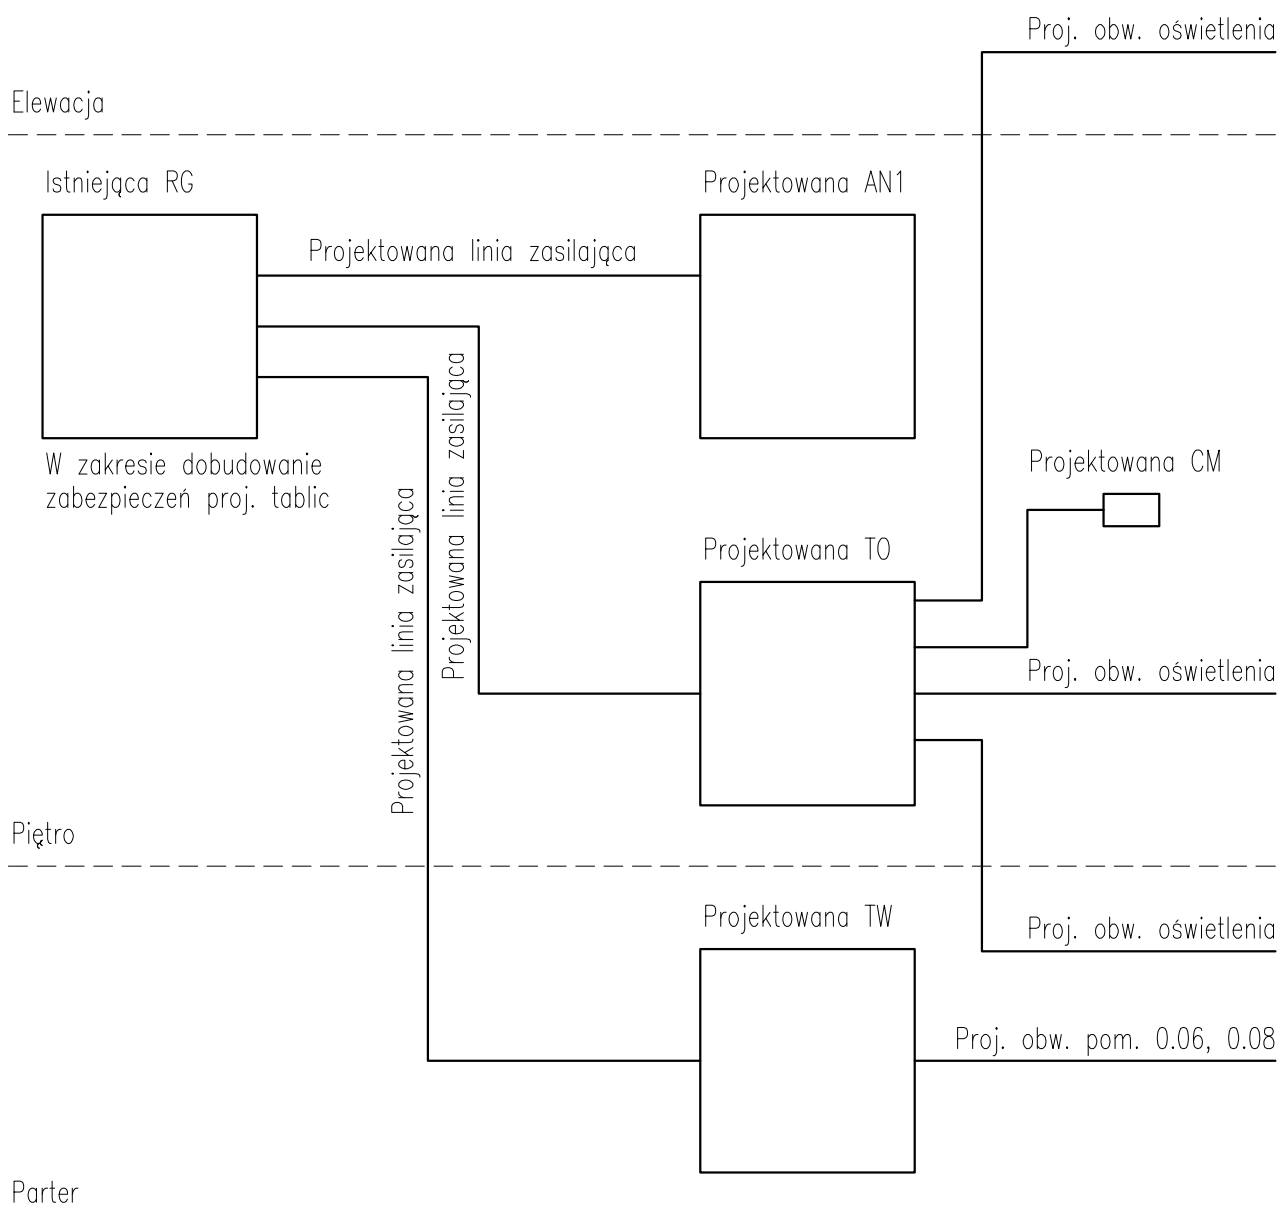 Proj. obw. oświetlenia
Elewacja
Istniejąca RG
Projektowana AN1
Projektowana linia zasilająca
Projektowana linia zasilająca
Projektowana linia zasilająca
W zakresie dobudowanie
zabezpieczeń proj. tablic
Projektowana CM
Projektowana TO
Proj. obw. oświetlenia
Piętro
Projektowana TW
Proj. obw. oświetlenia
Proj. obw. pom. 0.06, 0.08
Parter